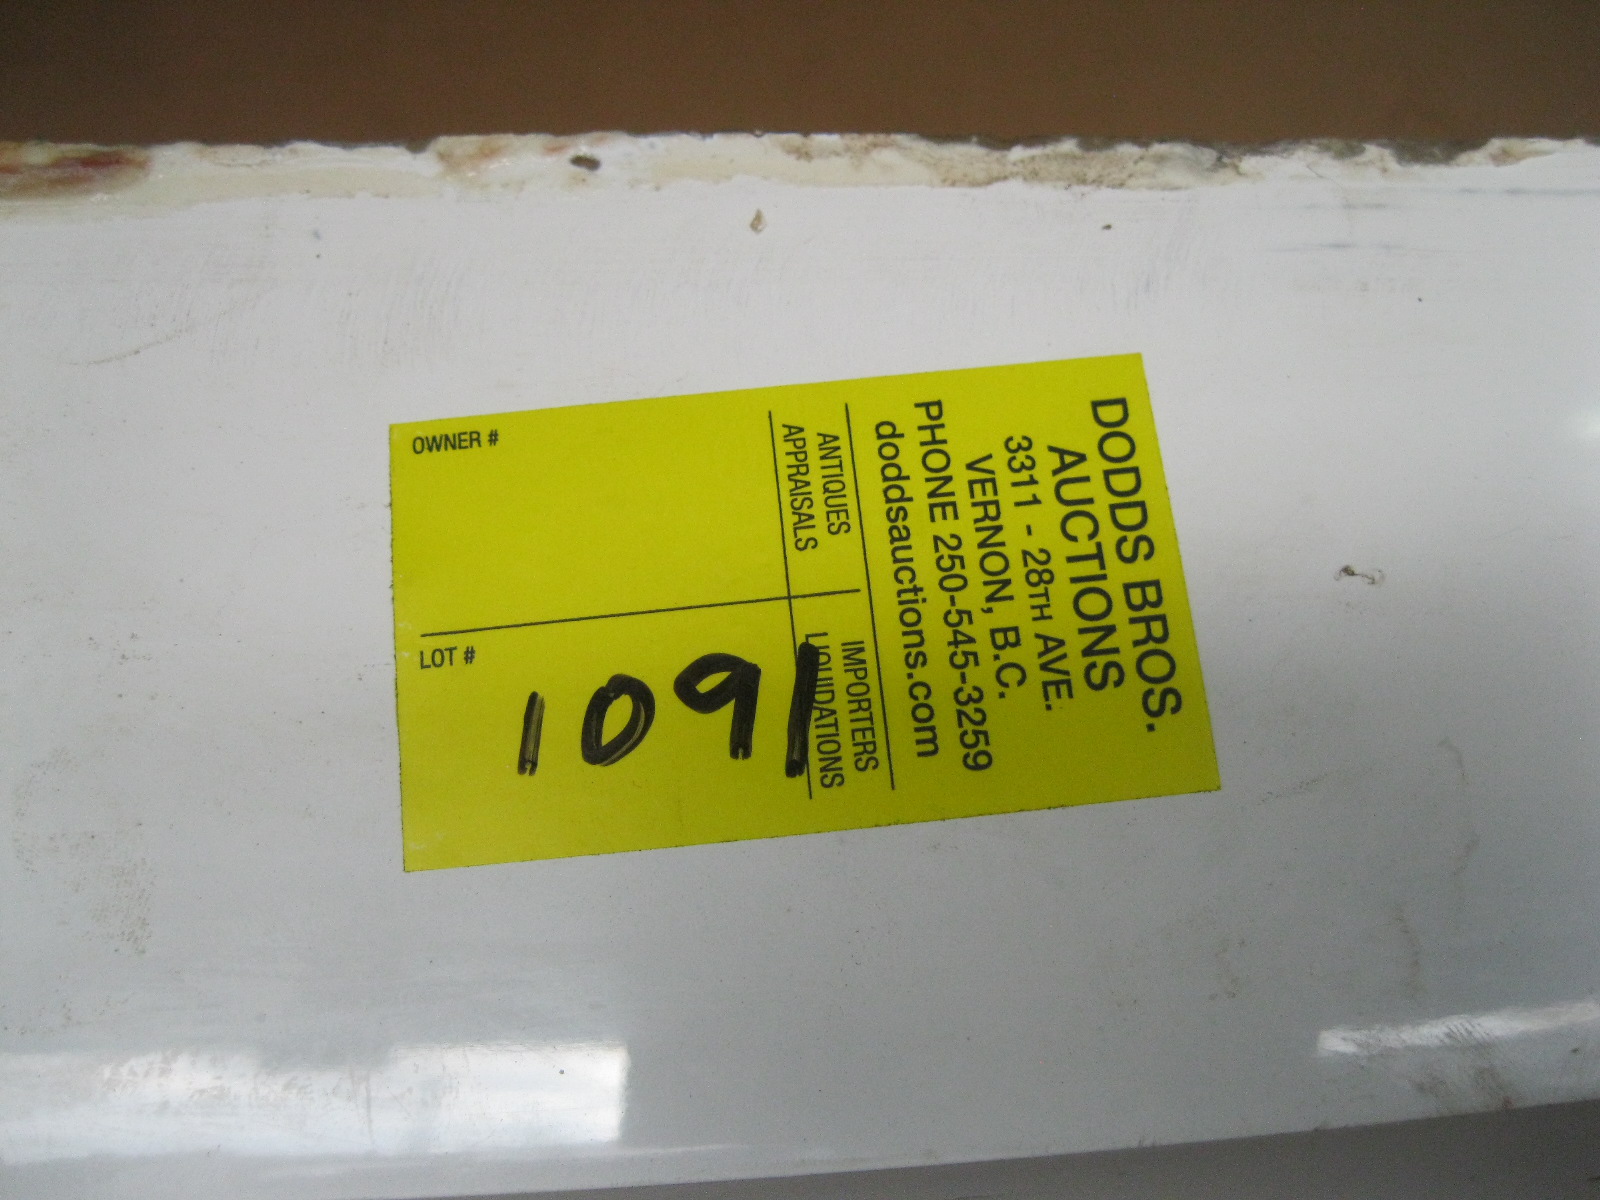 DODDS BROS.
AUCTIONS
3311 - 28TH AVE.
VERNON, B.C.
PHONE 250-545-3259
doddsauctions.com
ANTIQUES IMPORTERS
APPRAISALS LIQUIDATIONS
OWNER #
LOT #
1091